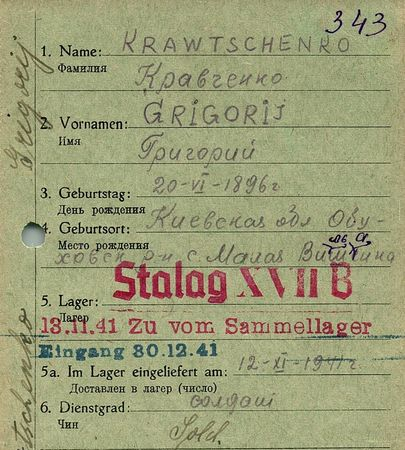 343
1. Name: KRAWTSCHENKO
Фамилия Кравченко
2. Vornamen: GRIGORIJ
Имя Григорий
3. Geburtstag: 20-VI-1896г
День рождения
4. Geburtsort: Киевская обл Обу-
Место рождения ховск р-н с. Малая
Stalag XVII B
5. Lager:
Лагерь
13.11.41 Zu vom Sammellager
Eingang 30.12.41
5a. Im Lager eingeliefert am: 12-XI-1941г.
Доставлен в лагерь (число)
6. Dienstgrad: солдат
Чин Sold.
Grigorij